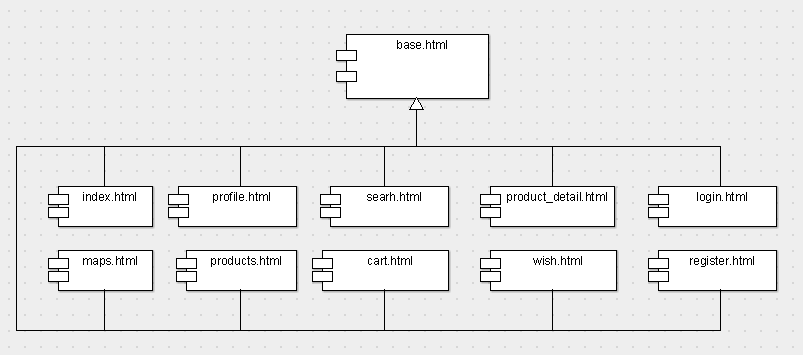 base.html
index.html
profile.html
searh.html
product_detail.html
login.html
maps.html
products.html
cart.html
wish.html
register.html